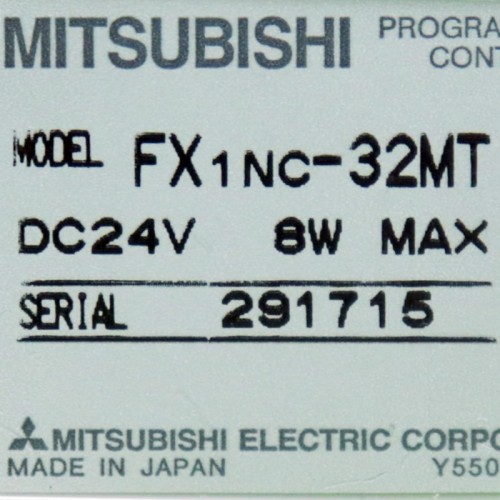 MITSUBISHI PROGRA
CONT
MODEL FX1NC-32MT
DC24V 8W MAX
SERIAL 291715
MITSUBISHI ELECTRIC CORPO
MADE IN JAPAN Y550